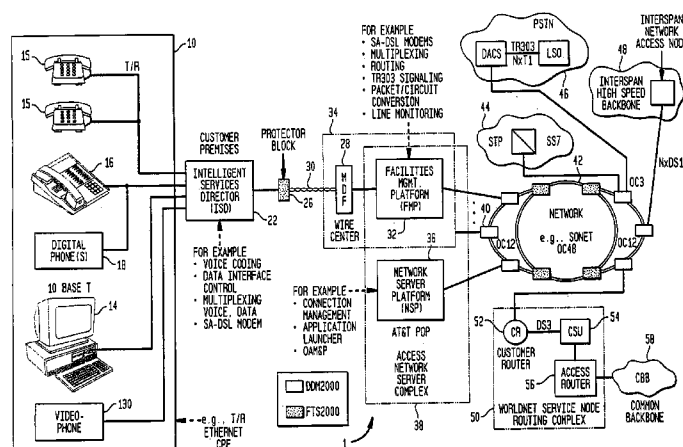 10
15
T/R
15
16
DIGITAL
PHONE(S)
18
10 BASE T
14
VIDEO-
PHONE
130
e.g., T/R
ETHERNET
CPE
CUSTOMER
PREMISES
INTELLIGENT
SERVICES
DIRECTOR
(ISD)
22
FOR EXAMPLE
• VOICE CODING
• DATA INTERFACE
CONTROL
• MULTIPLEXING
VOICE, DATA
• SA-DSL MODEM
PROTECTOR
BLOCK
26
30
34
28
MDF
WIRE
CENTER
FOR EXAMPLE
• SA-DSL MODEMS
• MULTIPLEXING
• ROUTING
• TR303 SIGNALING
• PACKET/CIRCUIT
CONVERSION
• LINE MONITORING
FACILITIES
MGMT.
PLATFORM
(FMP)
32
36
NETWORK
SERVER
PLATFORM
(NSP)
AT&T POP
FOR EXAMPLE
• CONNECTION
MANAGEMENT
• APPLICATION
LAUNCHER
• OAM&P
ACCESS
NETWORK
SERVER
COMPLEX
38
DDM2000
FTS2000
1
PSTN
DACS
TR303
NxT1
LSO
46
44
STP
SS7
INTERSPAN
NETWORK
ACCESS NODE
48
INTERSPAN
HIGH SPEED
BACKBONE
NxDS1
42
OC3
40
OC12
NETWORK
e.g., SONET
OC48
OC12
52
CR
DS3
CSU
54
CUSTOMER
ROUTER
56
ACCESS
ROUTER
50
WORLDNET SERVICE NODE
ROUTING COMPLEX
58
CBB
COMMON
BACKBONE